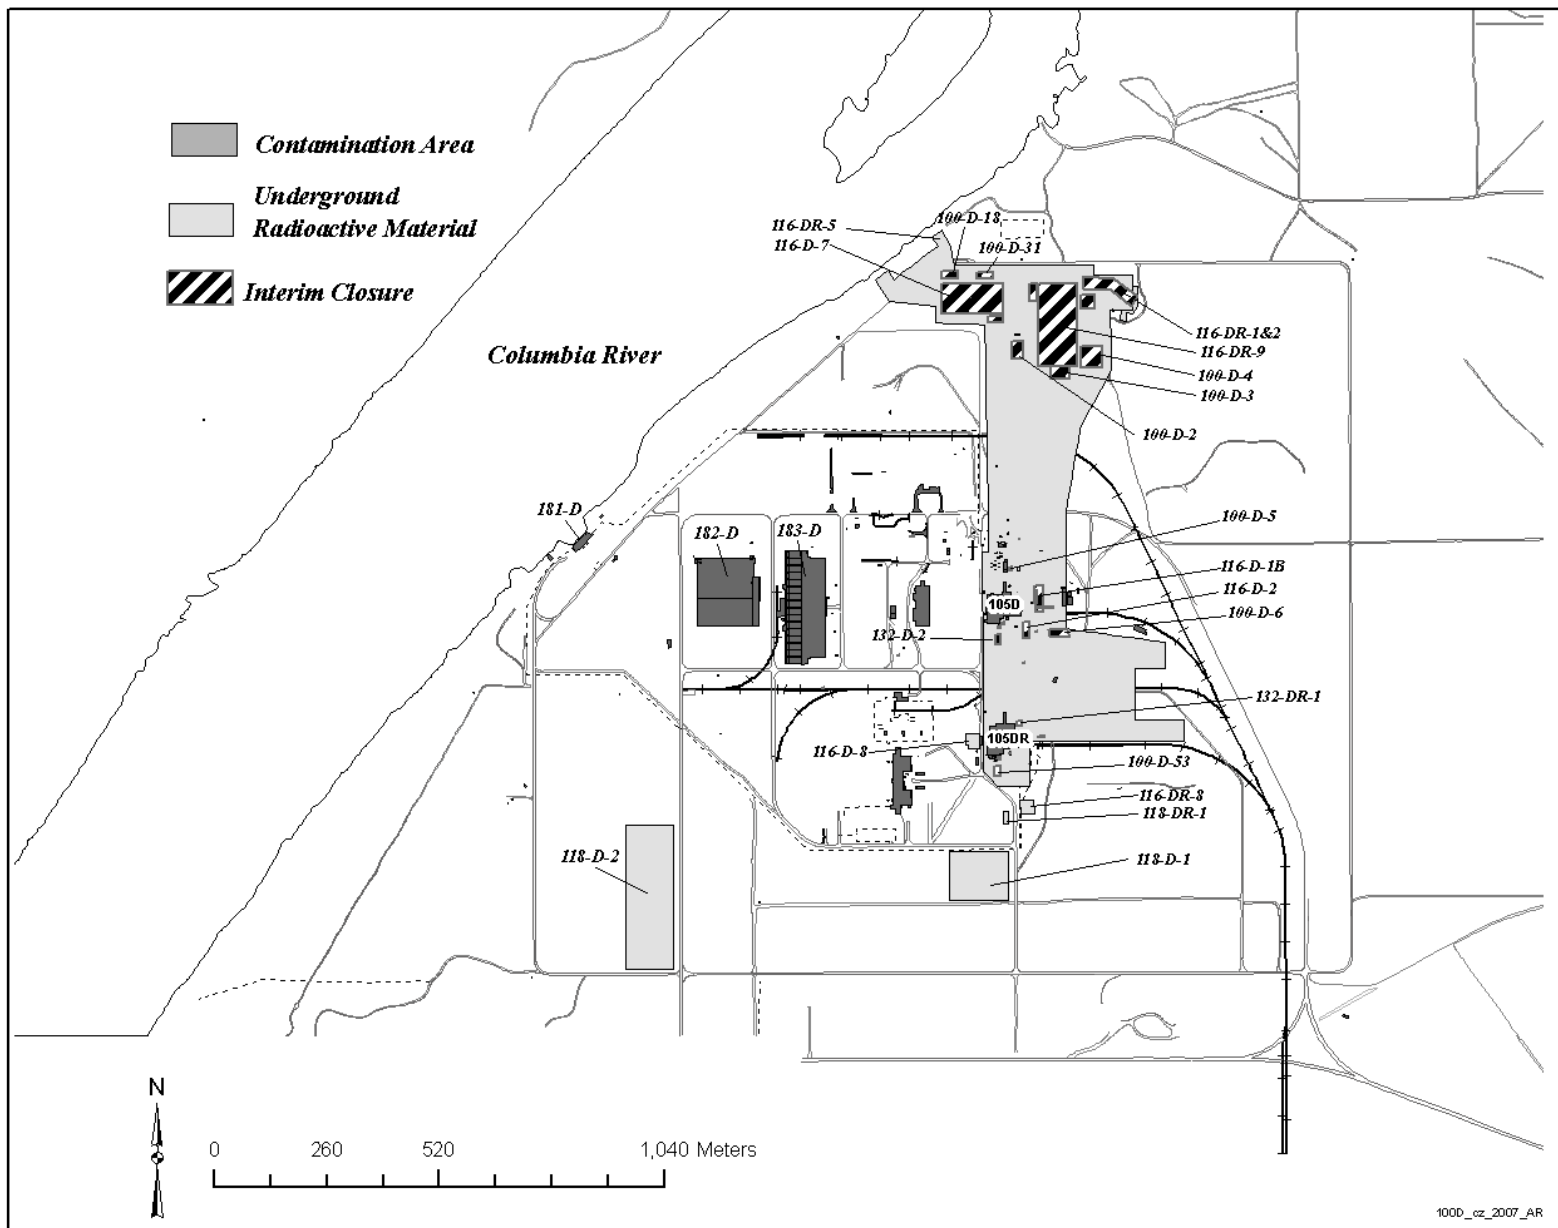 Contamination Area
Underground
Radioactive Material
Interim Closure
Columbia River
100-D-18
116-DR-5
116-D-7
100-D-31
116-DR-1&2
116-DR-9
100-D-4
100-D-3
100-D-2
181-D
182-D
183-D
100-D-5
116-D-1B
116-D-2
100-D-6
105D
132-D-2
132-DR-1
105DR
116-D-8
100-D-53
116-DR-8
118-DR-1
118-D-2
118-D-1
N
0 260 520 1,040 Meters
100D_cz_2007_AR